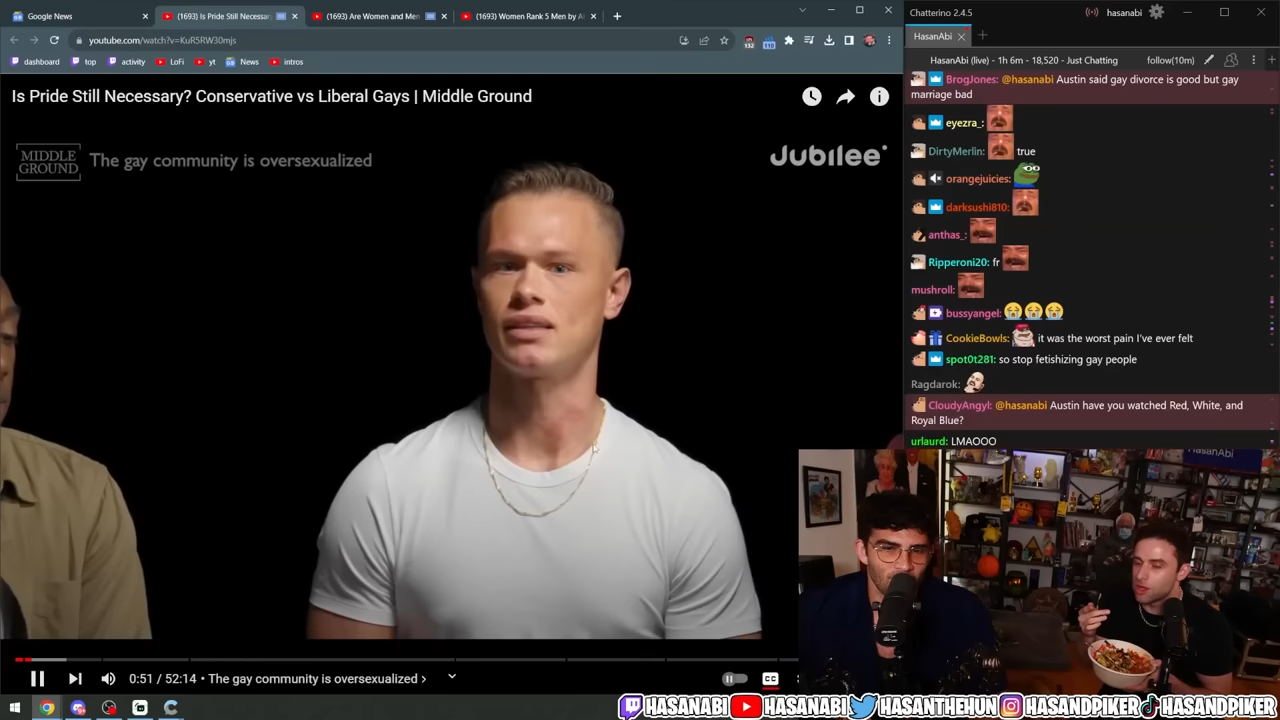 Google News
(1693) Is Pride Still Necessary
(1693) Are Women and Men
(1693) Women Rank 5 Men by A
youtube.com/watch?v=KuR5RW30mjs
dashboard
top
activity
LoFi
yt
News
intros
Is Pride Still Necessary? Conservative vs Liberal Gays | Middle Ground
MIDDLE
GROUND
The gay community is oversexualized
Jubilee
0:51 / 52:14 • The gay community is oversexualized
CC
Chatterino 2.4.5
hasanabi
HasanAbi
HasanAbi (live) - 1h 6m - 18,520 - Just Chatting
follow(10m)
BrogJones: @hasanabi Austin said gay divorce is good but gay
marriage bad
eyezra_:
DirtyMerlin: true
orangejuicies:
darksushi810:
anthas_:
Ripperoni20: fr
mushroll:
bussyangel:
CookieBowls: it was the worst pain I've ever felt
spot0t281: so stop fetishizing gay people
Ragdarok:
CloudyAngyl: @hasanabi Austin have you watched Red, White, and
Royal Blue?
urlaurd: LMAOOO
HasanAbi
HASANABI
HASANABI
HASANTHEHUN
HASANDPIKER
HASANDPIKER